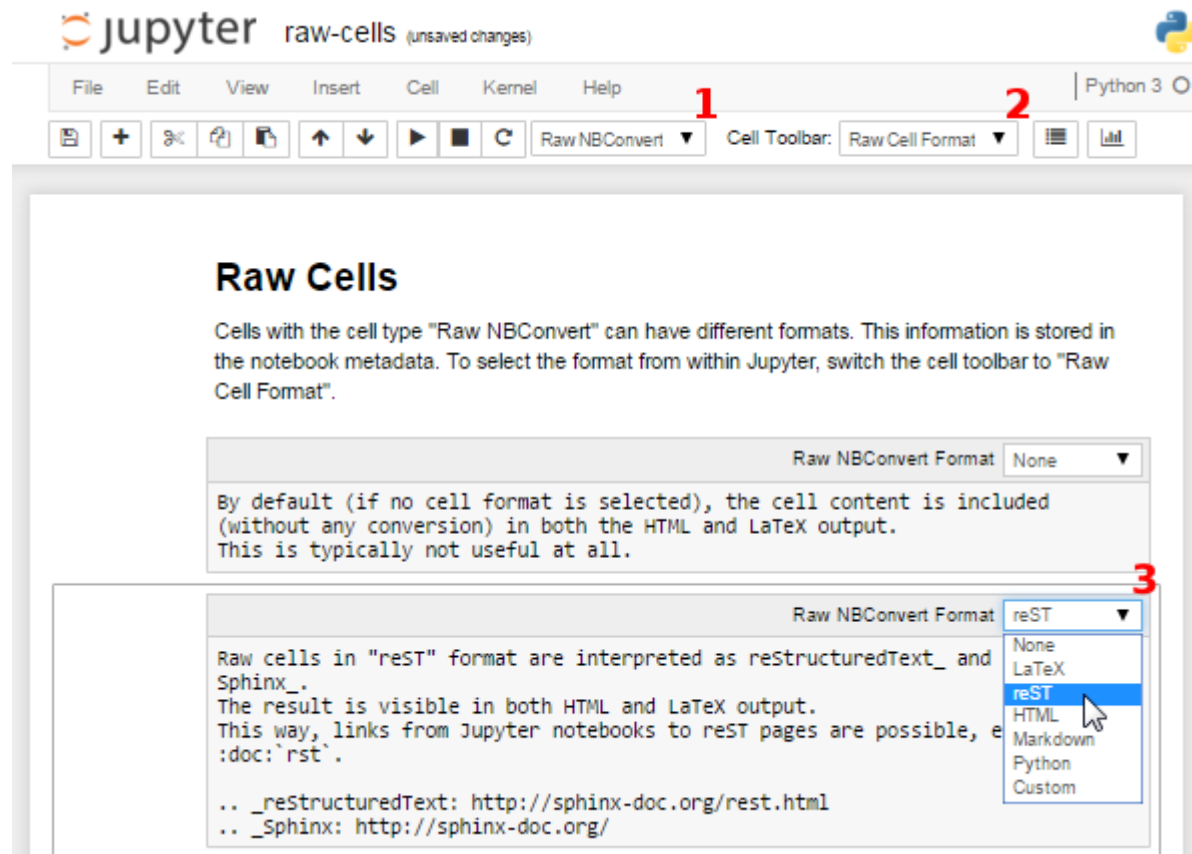 jupyter raw-cells (unsaved changes)
File Edit View Insert Cell Kernel Help Python 3
1 2
Raw NBConvert Cell Toolbar: Raw Cell Format
Raw Cells
Cells with the cell type "Raw NBConvert" can have different formats. This information is stored in
the notebook metadata. To select the format from within Jupyter, switch the cell toolbar to "Raw
Cell Format".
Raw NBConvert Format None
By default (if no cell format is selected), the cell content is included
(without any conversion) in both the HTML and LaTeX output.
This is typically not useful at all.
3
Raw NBConvert Format reST
None
LaTeX
reST
HTML
Markdown
Python
Custom
Raw cells in "reST" format are interpreted as reStructuredText_ and
Sphinx_.
The result is visible in both HTML and LaTeX output.
This way, links from Jupyter notebooks to reST pages are possible, e
:doc:`rst`.
.. _reStructuredText: http://sphinx-doc.org/rest.html
.. _Sphinx: http://sphinx-doc.org/